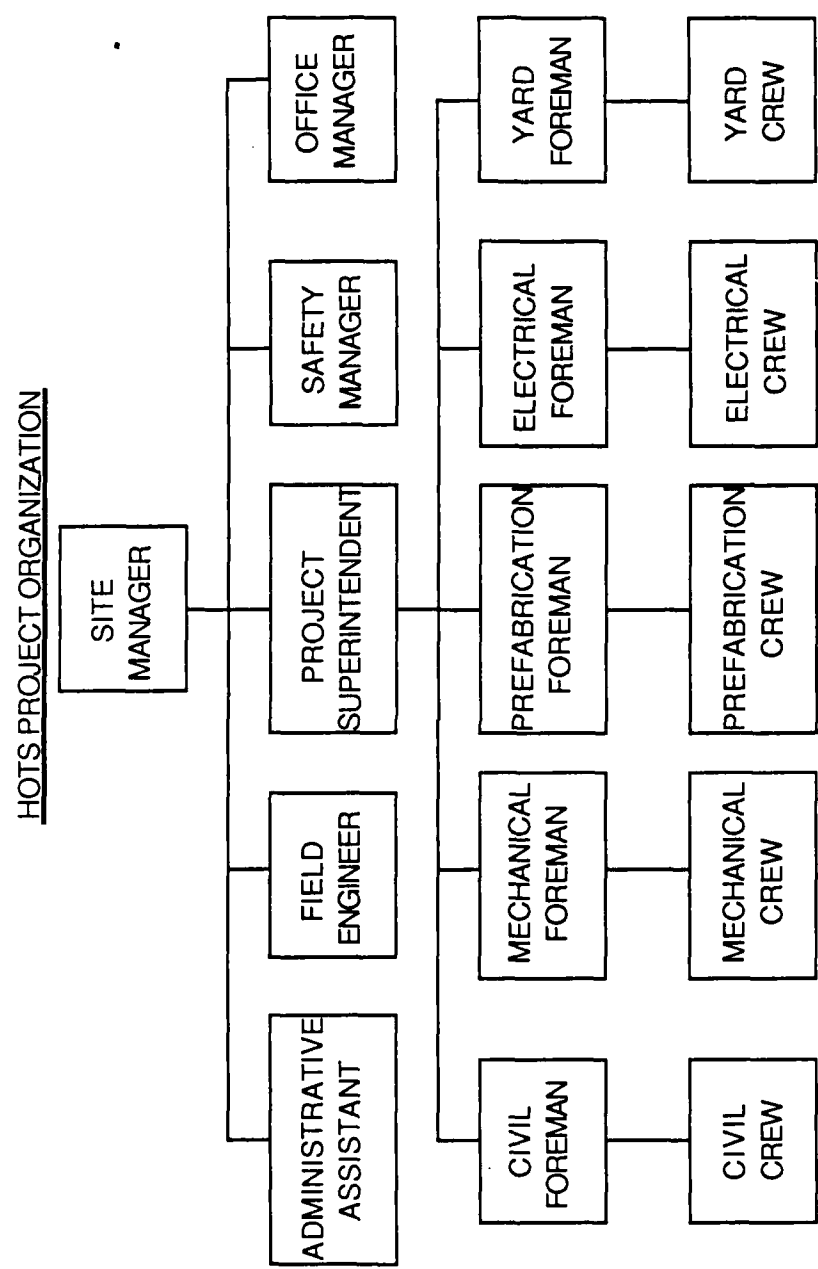 HOTS PROJECT ORGANIZATION
SITE
MANAGER
ADMINISTRATIVE
ASSISTANT
FIELD
ENGINEER
PROJECT
SUPERINTENDENT
SAFETY
MANAGER
OFFICE
MANAGER
CIVIL
FOREMAN
MECHANICAL
FOREMAN
PREFABRICATION
FOREMAN
ELECTRICAL
FOREMAN
YARD
FOREMAN
CIVIL
CREW
MECHANICAL
CREW
PREFABRICATION
CREW
ELECTRICAL
CREW
YARD
CREW